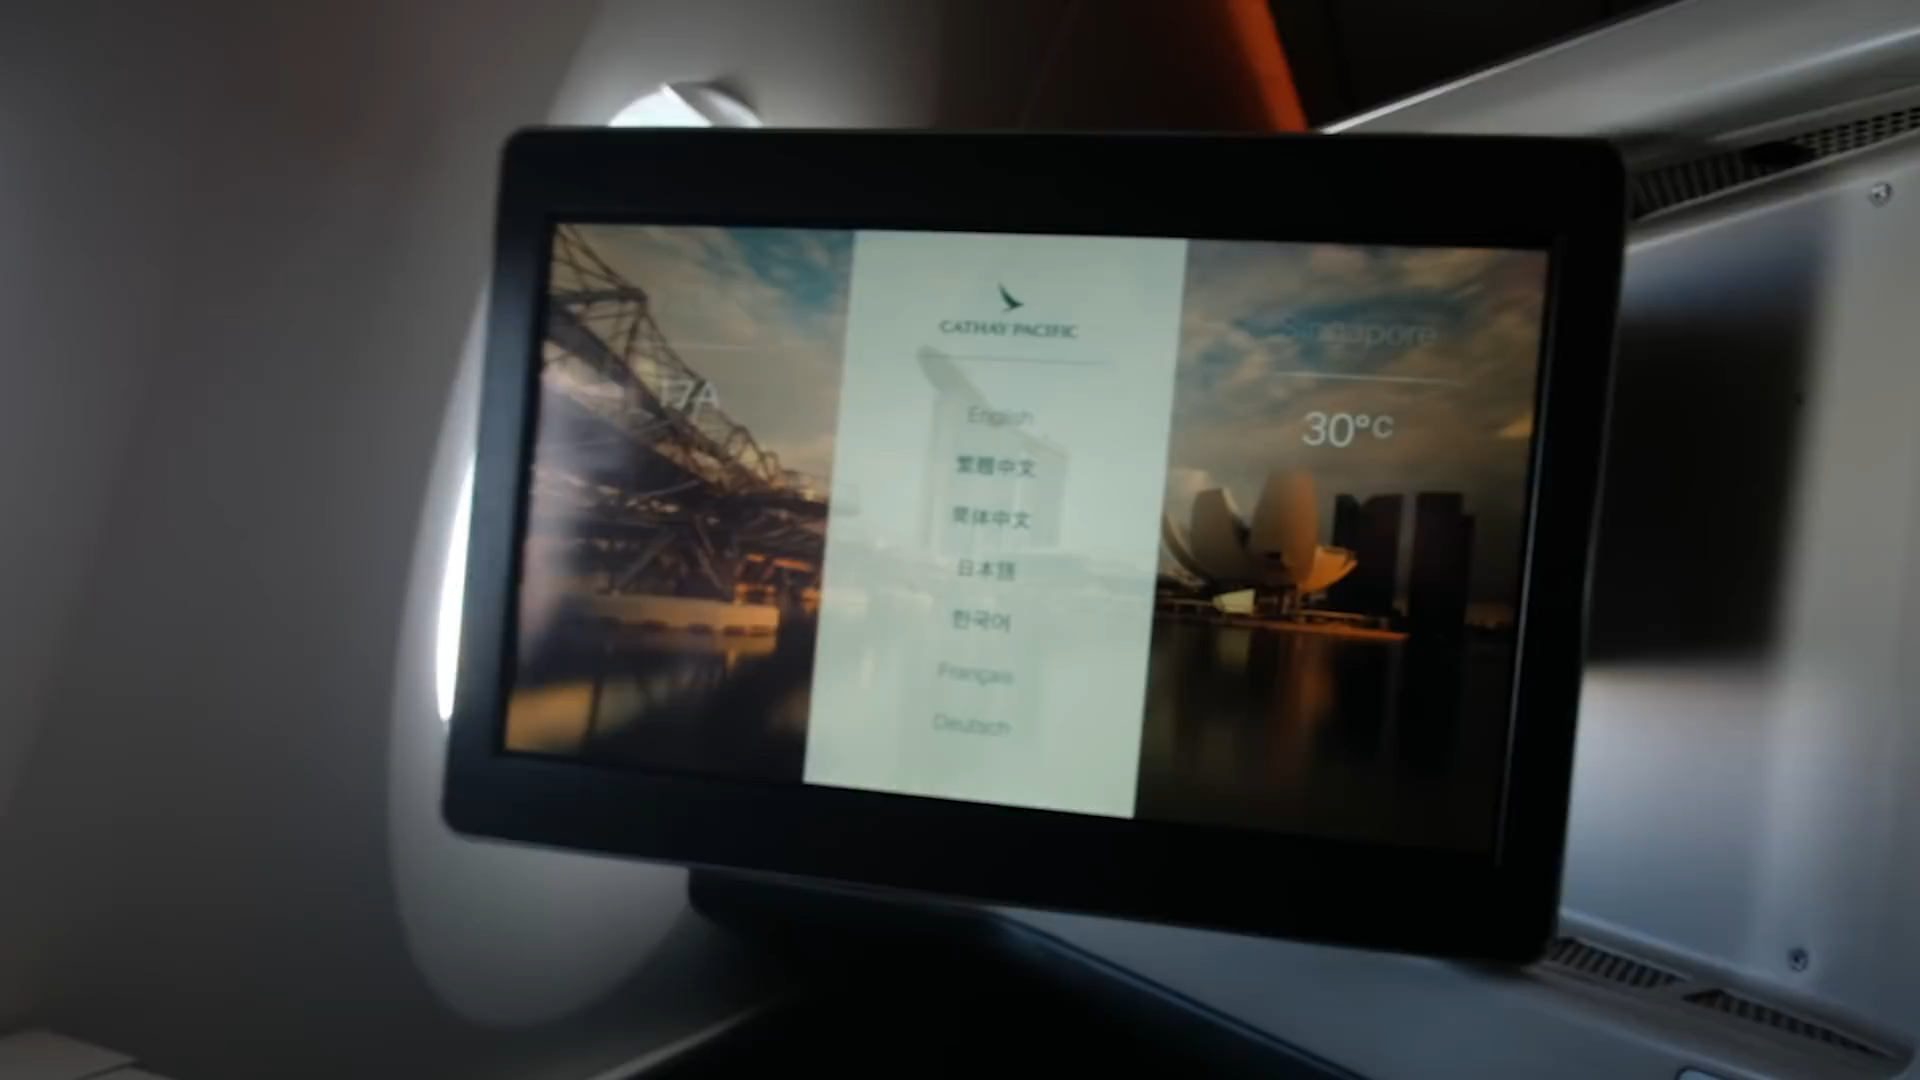 17A
CATHAY PACIFIC
English
繁體中文
简体中文
日本語
한국어
Français
Deutsch
Singapore
30°C